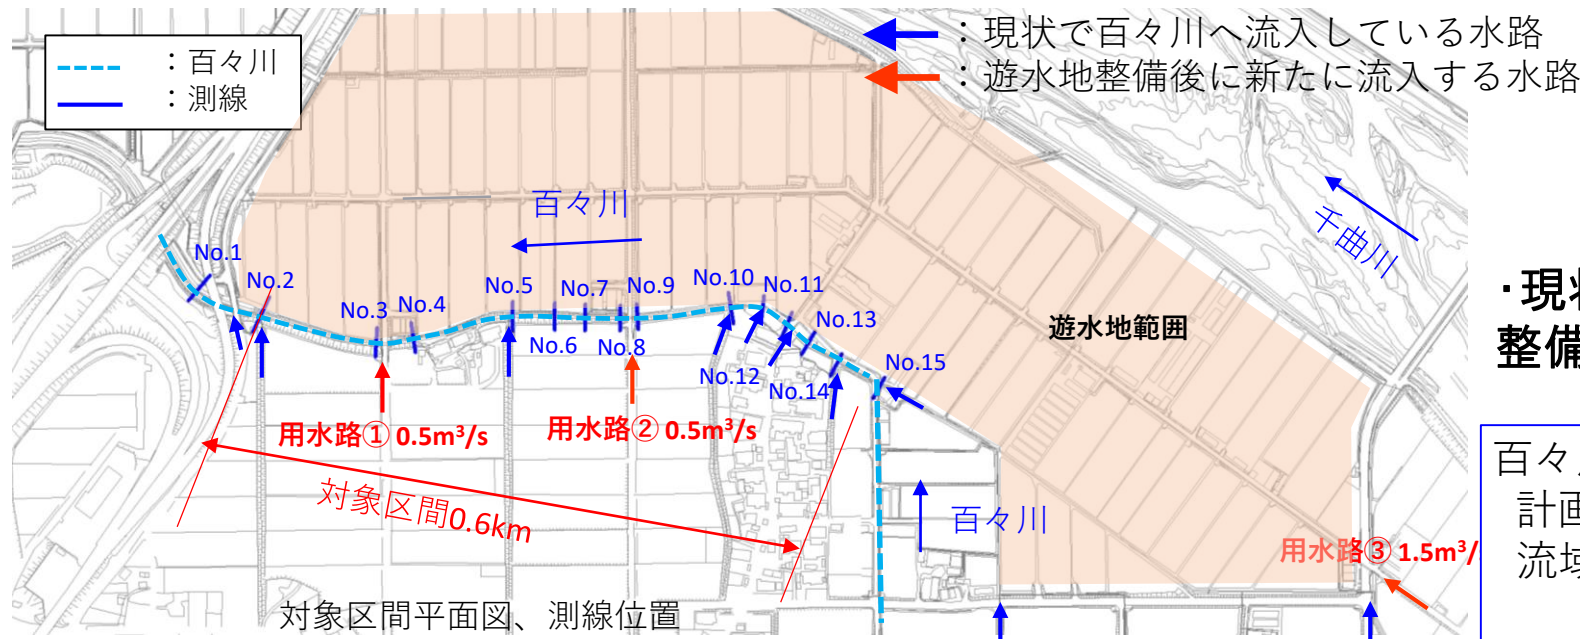 ：百々川
：測線
：現状で百々川へ流入している水路
：遊水地整備後に新たに流入する水路
百々川
千曲川
No.1
No.2
No.3
No.4
No.5
No.6
No.7
No.8
No.9
No.10
No.11
No.12
No.13
No.14
No.15
遊水地範囲
用水路① 0.5m³/s
用水路② 0.5m³/s
対象区間0.6km
百々川
用水路③ 1.5m³/
対象区間平面図、測線位置
・現状
整備
百々
計画
流域